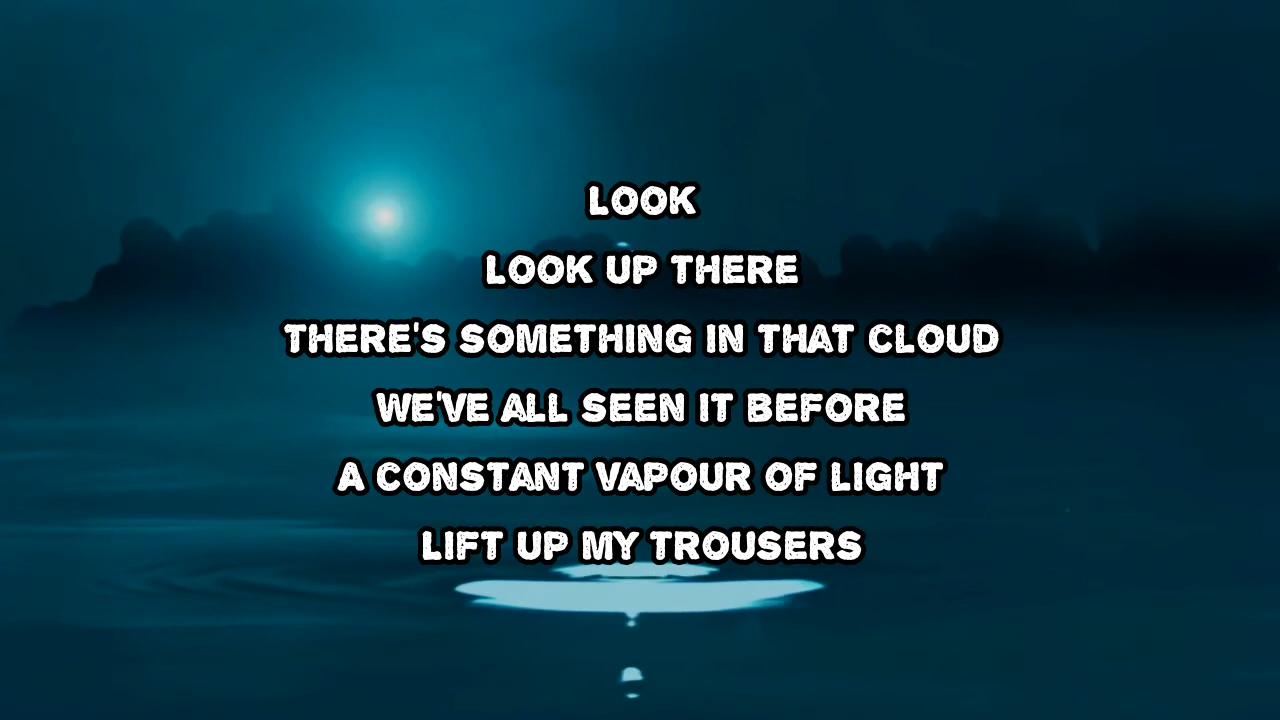 LOOK
LOOK UP THERE
THERE'S SOMETHING IN THAT CLOUD
WE'VE ALL SEEN IT BEFORE
A CONSTANT VAPOUR OF LIGHT
LIFT UP MY TROUSERS